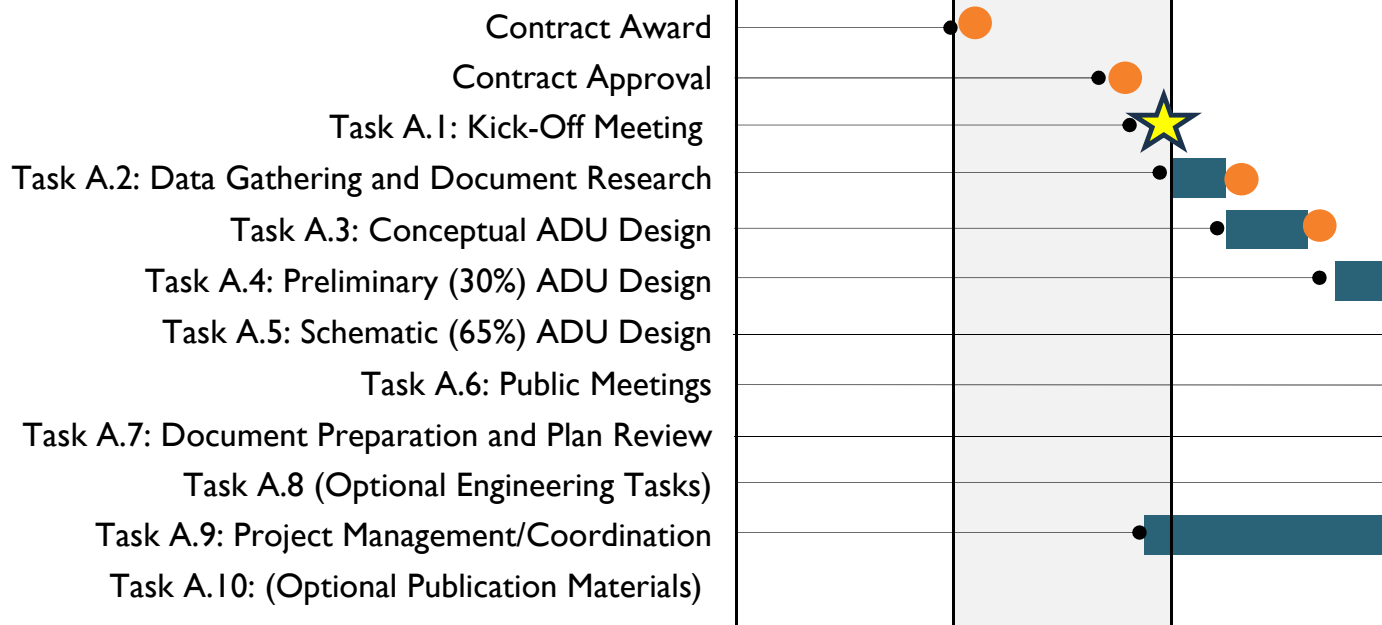 Contract Award
Contract Approval
Task A.1: Kick-Off Meeting
Task A.2: Data Gathering and Document Research
Task A.3: Conceptual ADU Design
Task A.4: Preliminary (30%) ADU Design
Task A.5: Schematic (65%) ADU Design
Task A.6: Public Meetings
Task A.7: Document Preparation and Plan Review
Task A.8 (Optional Engineering Tasks)
Task A.9: Project Management/Coordination
Task A.10: (Optional Publication Materials)